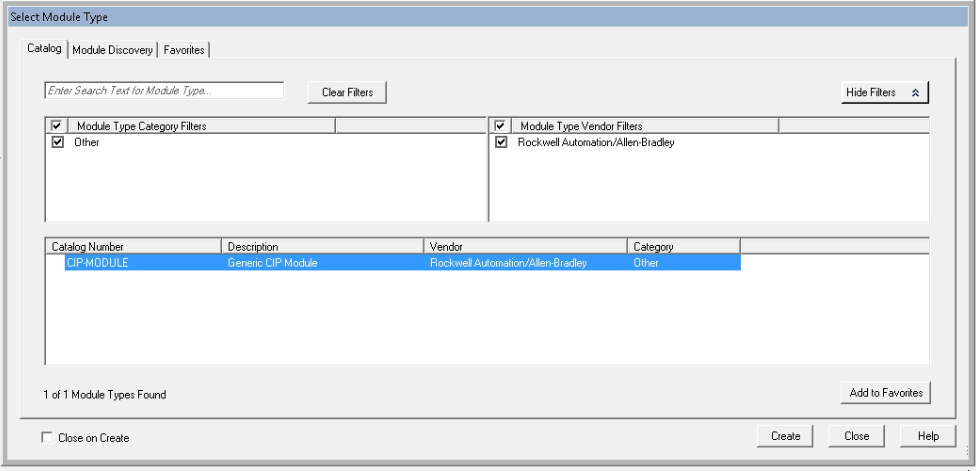 Select Module Type
Catalog Module Discovery Favorites
Enter Search Text for Module Type...
Clear Filters
Hide Filters
Module Type Category Filters
Module Type Vendor Filters
Other
Rockwell Automation/Allen-Bradley
Catalog Number Description Vendor Category
CIP-MODULE Generic CIP Module Rockwell Automation/Allen-Bradley Other
1 of 1 Module Types Found
Add to Favorites
Close on Create
Create Close Help